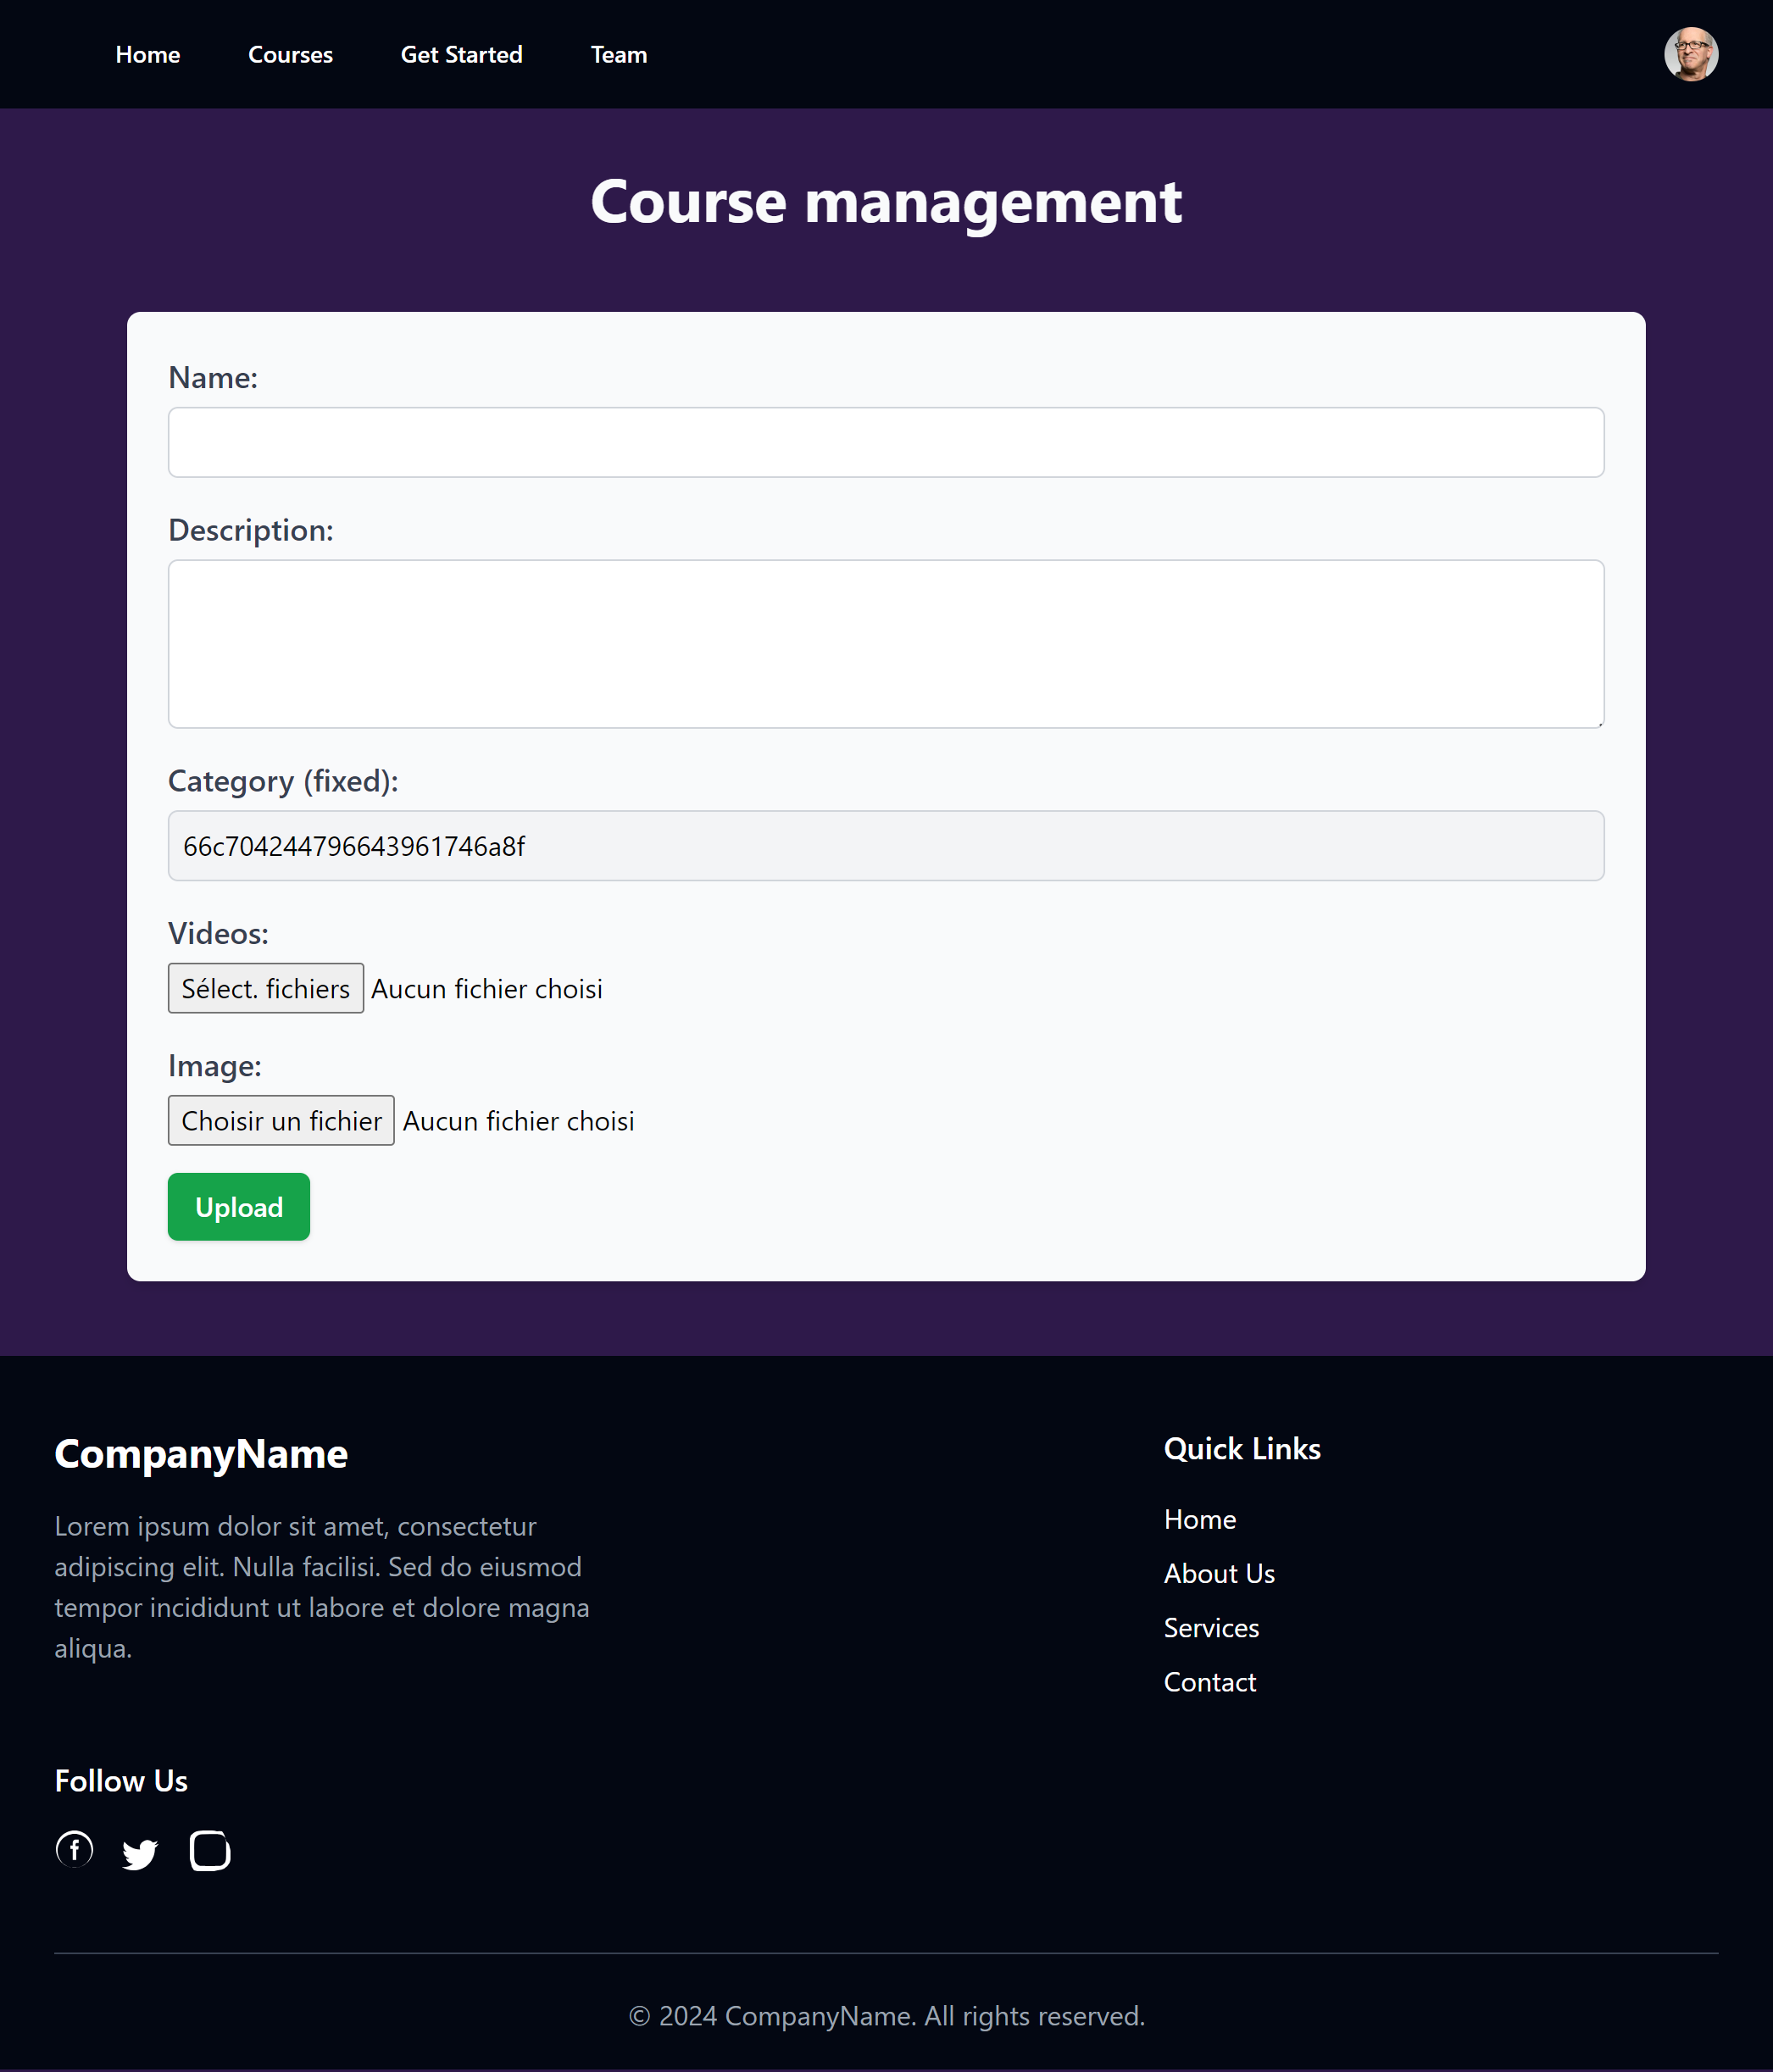 Home Courses Get Started Team
Course management
Name:
Description:
Category (fixed):
66c704244796643961746a8f
Videos:
Sélect. fichiers Aucun fichier choisi
Image:
Choisir un fichier Aucun fichier choisi
Upload
CompanyName
Lorem ipsum dolor sit amet, consectetur
adipiscing elit. Nulla facilisi. Sed do eiusmod
tempor incididunt ut labore et dolore magna
aliqua.
Quick Links
Home
About Us
Services
Contact
Follow Us
© 2024 CompanyName. All rights reserved.